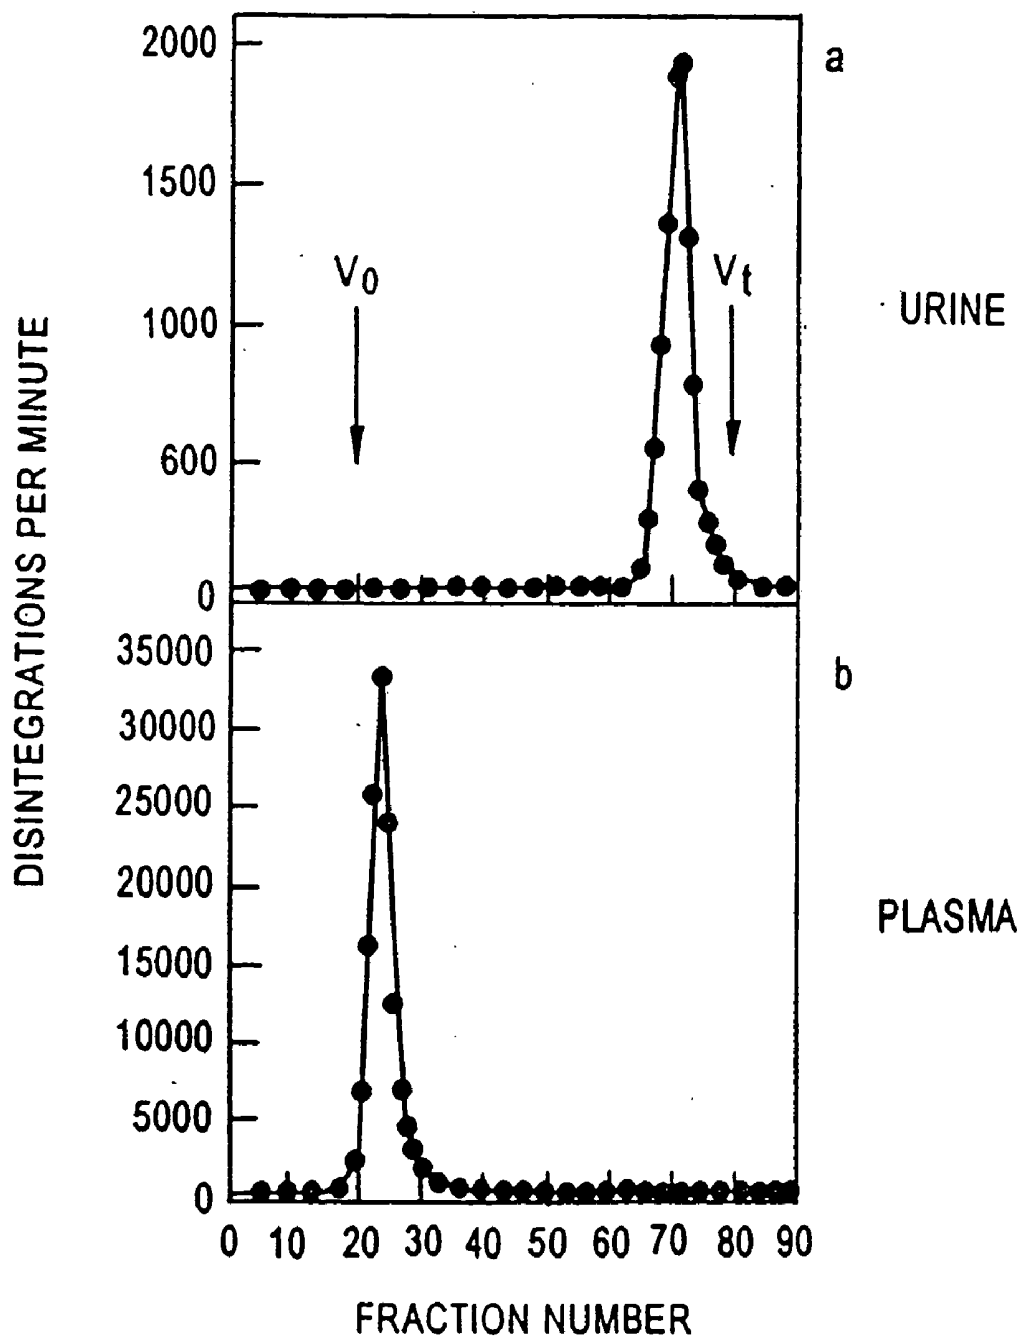 2000
1500
1000
600
0
a
V0
Vt
URINE
DISINTEGRATIONS PER MINUTE
35000
30000
25000
20000
15000
10000
5000
0
b
PLASMA
0 10 20 30 40 50 60 70 80 90
FRACTION NUMBER